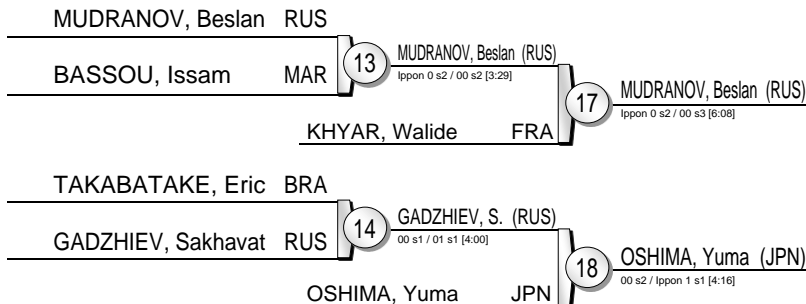 MUDRANOV, Beslan RUS
13
MUDRANOV, Beslan (RUS)
Ippon 0 s2 / 00 s2 [3:29]
BASSOU, Issam MAR
17
MUDRANOV, Beslan (RUS)
Ippon 0 s2 / 00 s3 [6:08]
KHYAR, Walide FRA
TAKABATAKE, Eric BRA
14
GADZHIEV, S. (RUS)
00 s1 / 01 s1 [4:00]
GADZHIEV, Sakhavat RUS
18
OSHIMA, Yuma (JPN)
00 s2 / Ippon 1 s1 [4:16]
OSHIMA, Yuma JPN